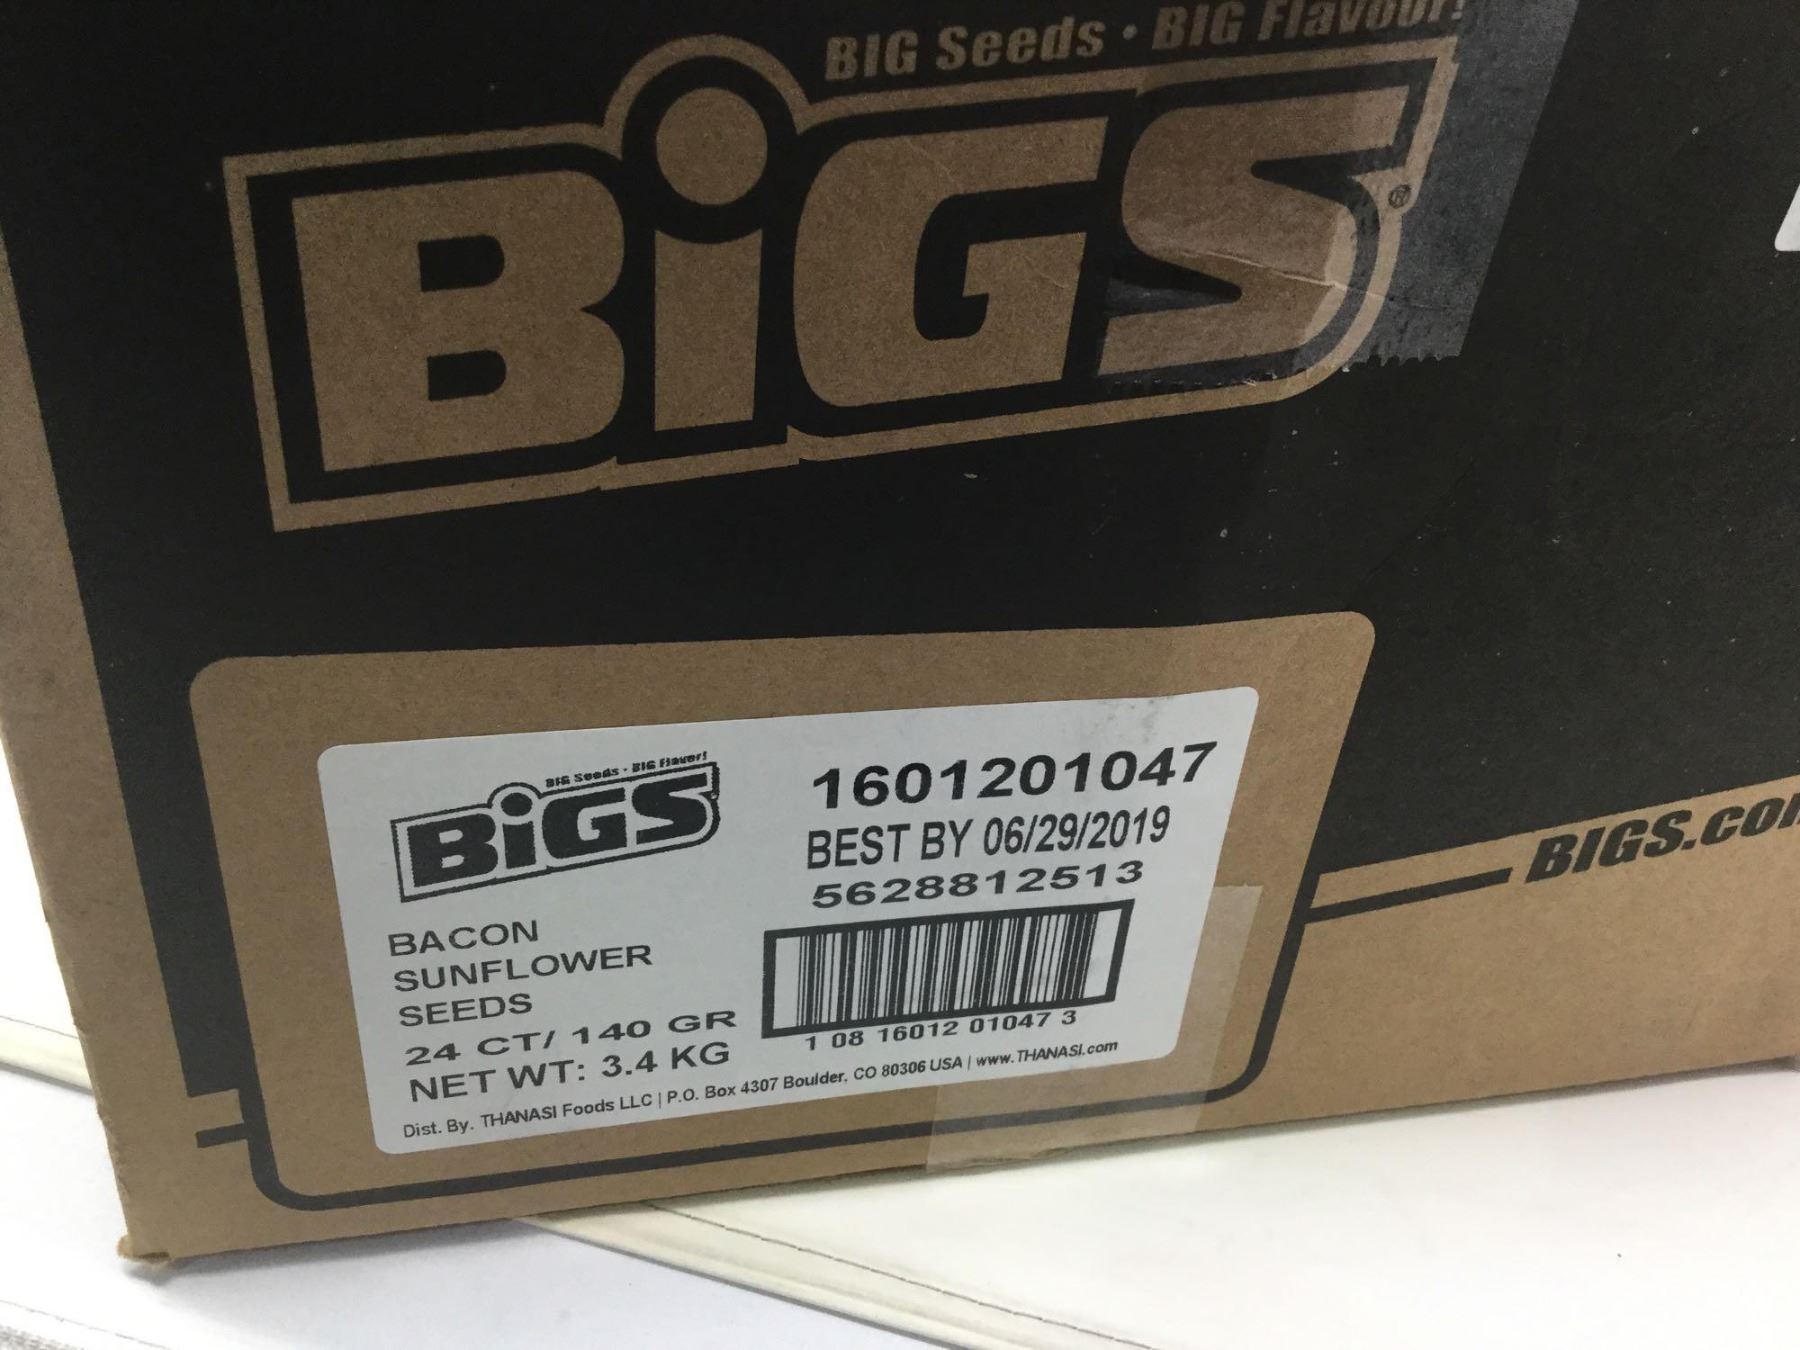 BIG Seeds • BIG Flavour!
BiGS®
BIG Seeds • BIG Flavor!
BiGS
1601201047
BEST BY 06/29/2019
5628812513
BACON
SUNFLOWER
SEEDS
24 CT/ 140 GR
NET WT: 3.4 KG
1 08 16012 01047 3
Dist. By. THANASI Foods LLC | P.O. Box 4307 Boulder, CO 80306 USA | www.THANASI.com
BIGS.com